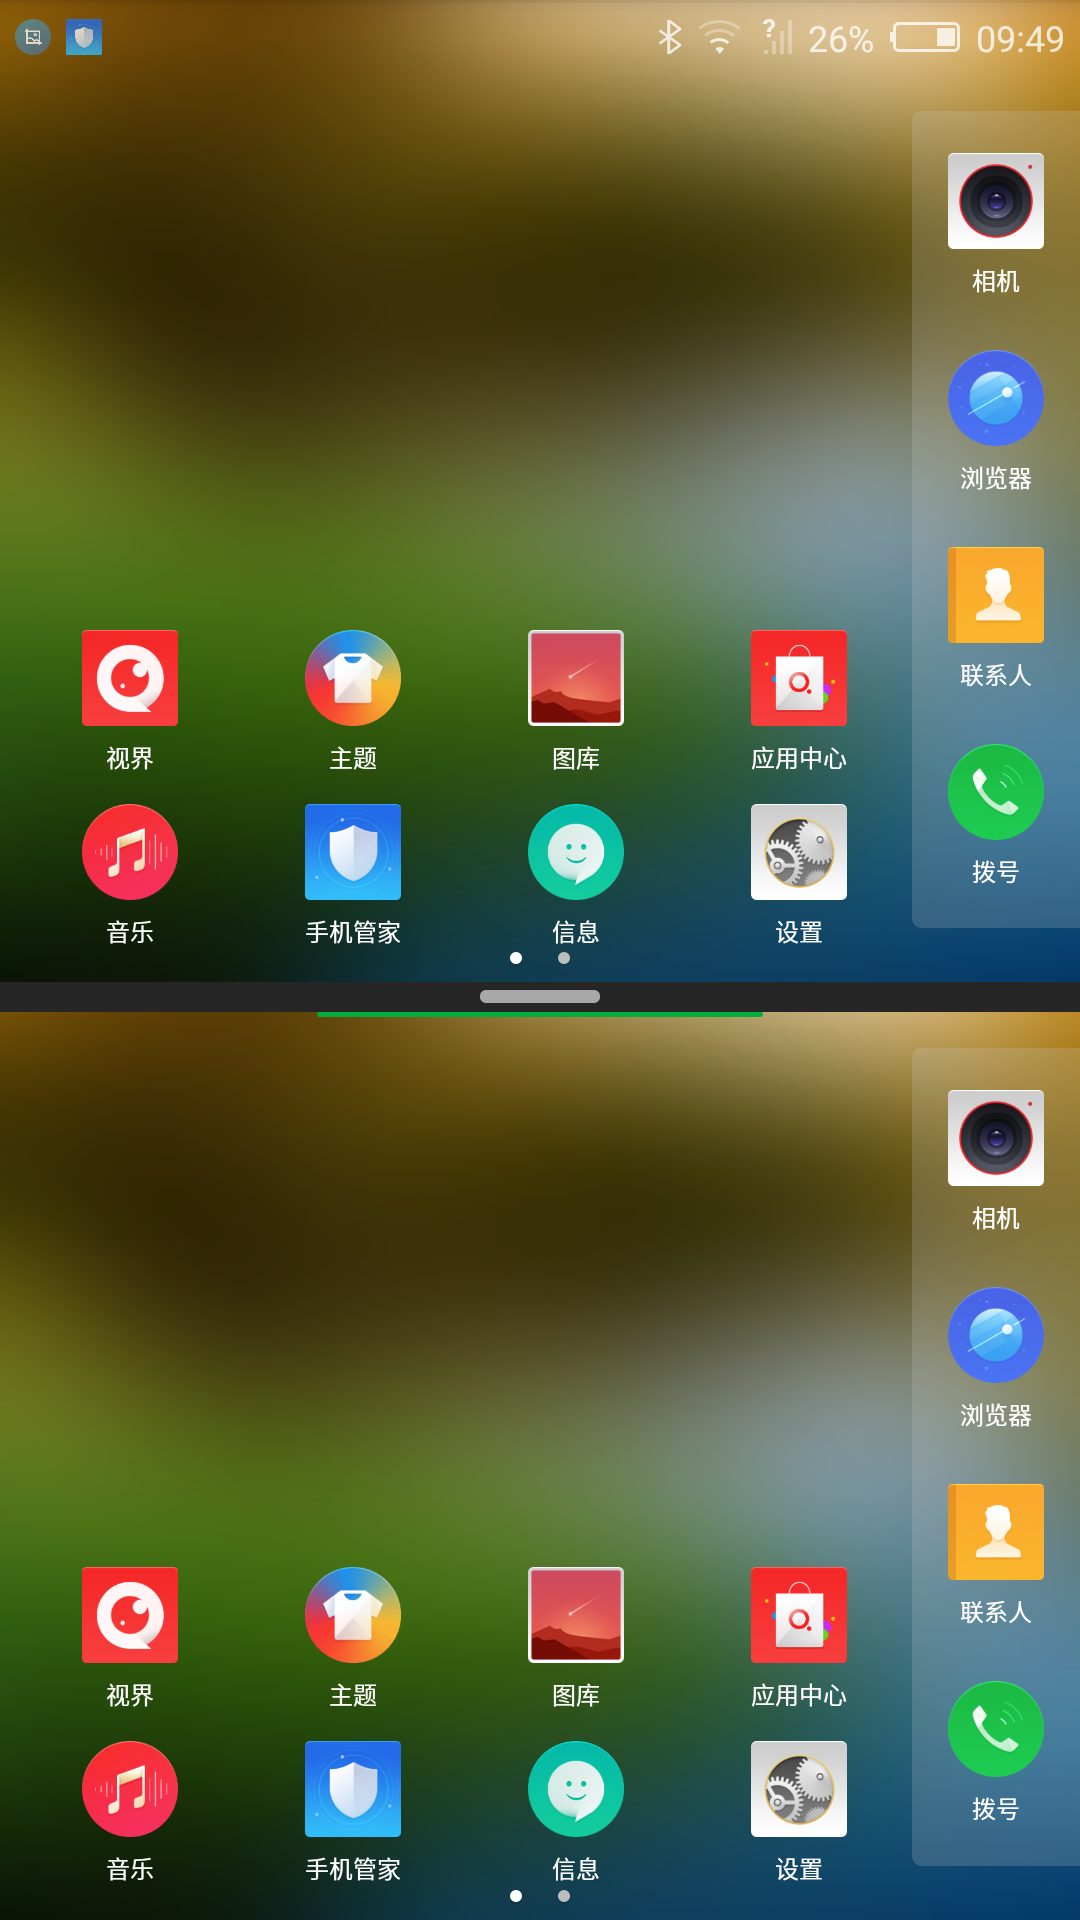 26% 09:49
相机
浏览器
联系人
拨号
视界 主题 图库 应用中心
音乐 手机管家 信息 设置
相机
浏览器
联系人
拨号
视界 主题 图库 应用中心
音乐 手机管家 信息 设置